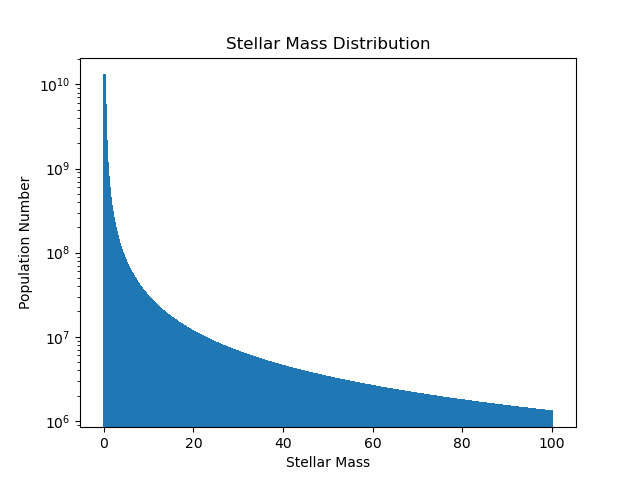 Stellar Mass Distribution
Population Number
10¹⁰
10⁹
10⁸
10⁷
10⁶
0 20 40 60 80 100
Stellar Mass